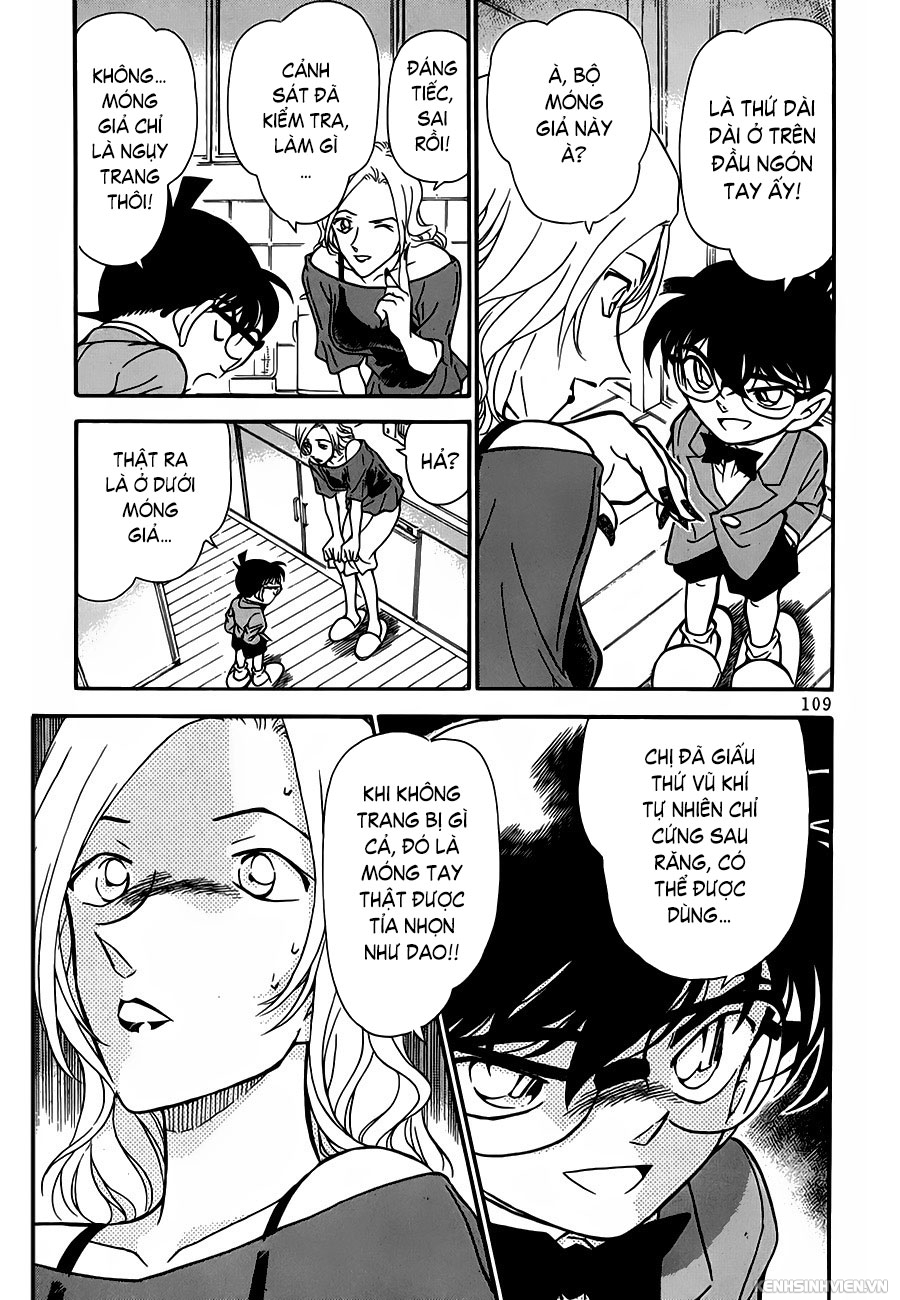 LÀ THỨ DÀI
DÀI Ở TRÊN
ĐẦU NGÓN
TAY ẤY!
À, BỘ
MÓNG
GIẢ NÀY
À?
ĐÁNG
TIẾC,
SAI
RỒI!
CẢNH
SÁT ĐÃ
KIỂM TRA,
LÀM GÌ
...
KHÔNG...
MÓNG
GIẢ CHỈ
LÀ NGỤY
TRANG
THÔI!
HẢ?
THẬT RA
LÀ Ở DƯỚI
MÓNG
GIẢ...
109
CHỊ ĐÃ GIẤU
THỨ VŨ KHÍ
TỰ NHIÊN CHỈ
CỨNG SAU
RĂNG, CÓ
THỂ ĐƯỢC
DÙNG...
KHI KHÔNG
TRANG BỊ GÌ
CẢ, ĐÓ LÀ
MÓNG TAY
THẬT ĐƯỢC
TỈA NHỌN
NHƯ DAO!!
KENHSINHVIEN.VN